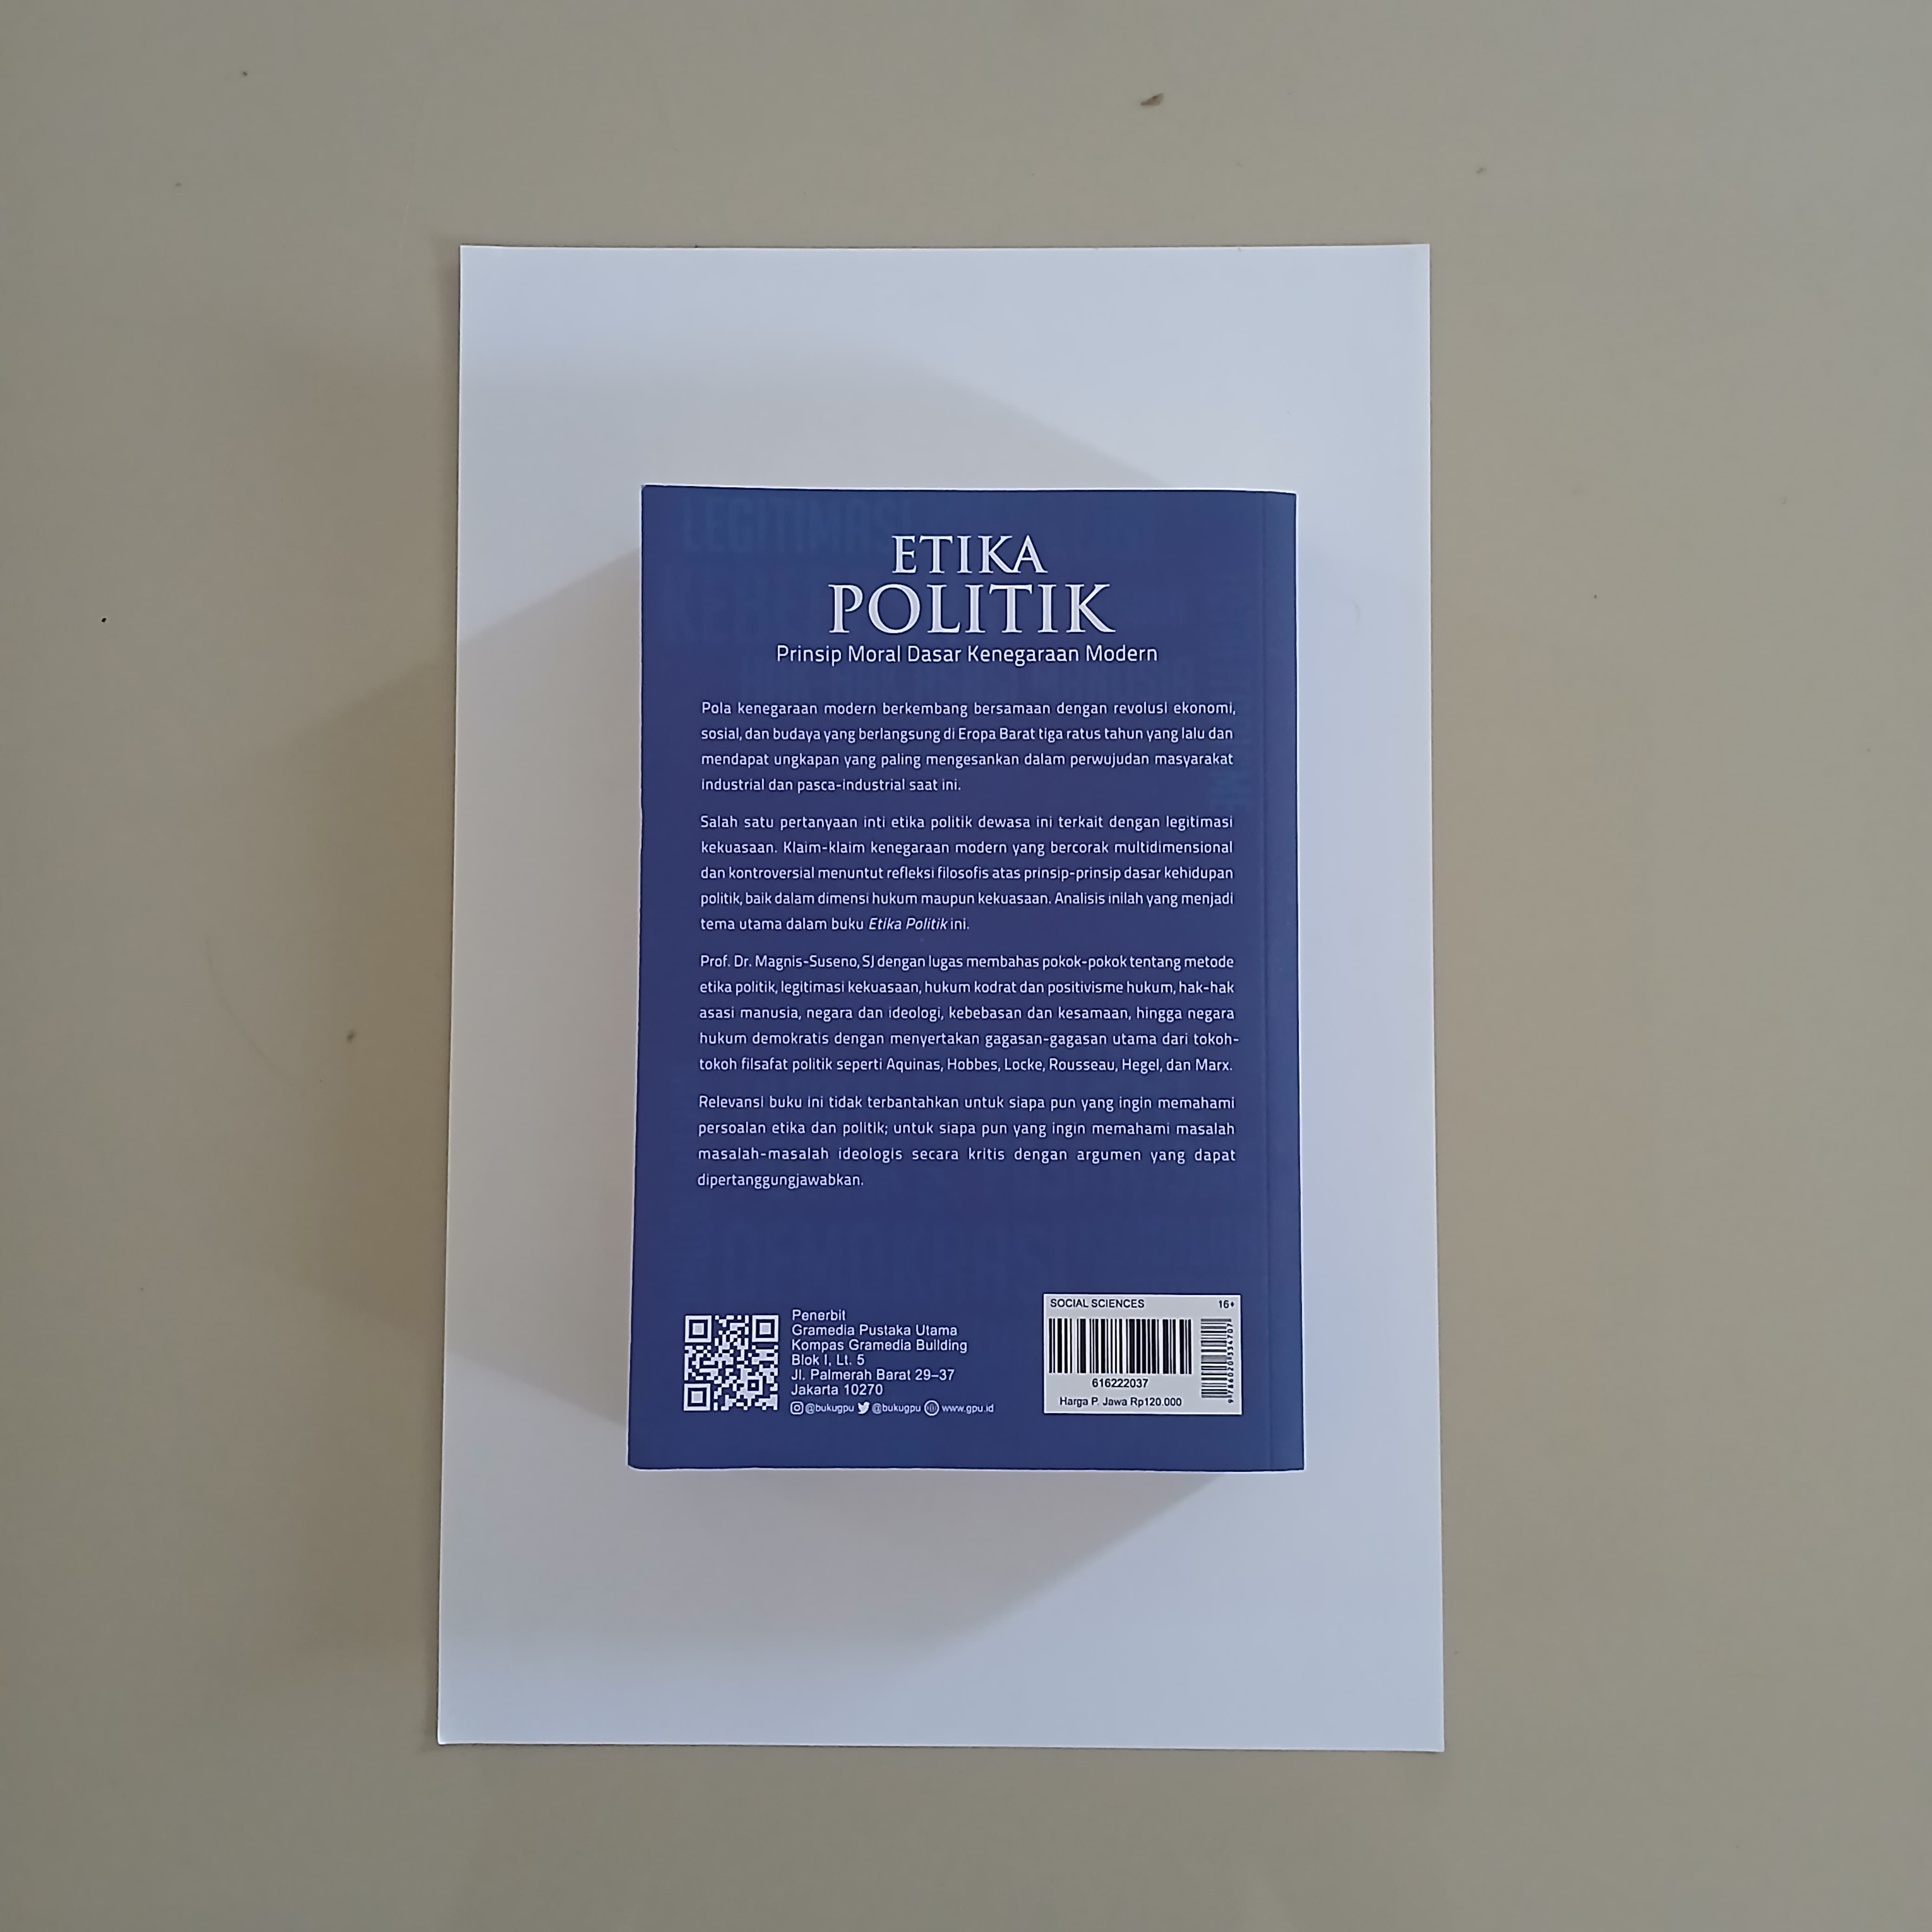 ETIKA
POLITIK
Prinsip Moral Dasar Kenegaraan Modern
Pola kenegaraan modern berkembang bersamaan dengan revolusi ekonomi,
sosial, dan budaya yang berlangsung di Eropa Barat tiga ratus tahun yang lalu dan
mendapat ungkapan yang paling mengesankan dalam perwujudan masyarakat
industrial dan pasca-industrial saat ini.
Salah satu pertanyaan inti etika politik dewasa ini terkait dengan legitimasi
kekuasaan. Klaim-klaim kenegaraan modern yang bercorak multidimensional
dan kontroversial menuntut refleksi filosofis atas prinsip-prinsip dasar kehidupan
politik, baik dalam dimensi hukum maupun kekuasaan. Analisis inilah yang menjadi
tema utama dalam buku Etika Politik ini.
Prof. Dr. Magnis-Suseno, SJ dengan lugas membahas pokok-pokok tentang metode
etika politik, legitimasi kekuasaan, hukum kodrat dan positivisme hukum, hak-hak
asasi manusia, negara dan ideologi, kebebasan dan kesamaan, hingga negara
hukum demokratis dengan menyertakan gagasan-gagasan utama dari tokoh-
tokoh filsafat politik seperti Aquinas, Hobbes, Locke, Rousseau, Hegel, dan Marx.
Relevansi buku ini tidak terbantahkan untuk siapa pun yang ingin memahami
persoalan etika dan politik; untuk siapa pun yang ingin memahami masalah
masalah-masalah ideologis secara kritis dengan argumen yang dapat
dipertanggungjawabkan.
Penerbit
Gramedia Pustaka Utama
Kompas Gramedia Building
Blok I, Lt. 5
Jl. Palmerah Barat 29–37
Jakarta 10270
@bukugpu @bukugpu www.gpu.id
SOCIAL SCIENCES 16+
616222037
Harga P. Jawa Rp120.000
9786020334707
LEGITIMASI
DEMOKRASI